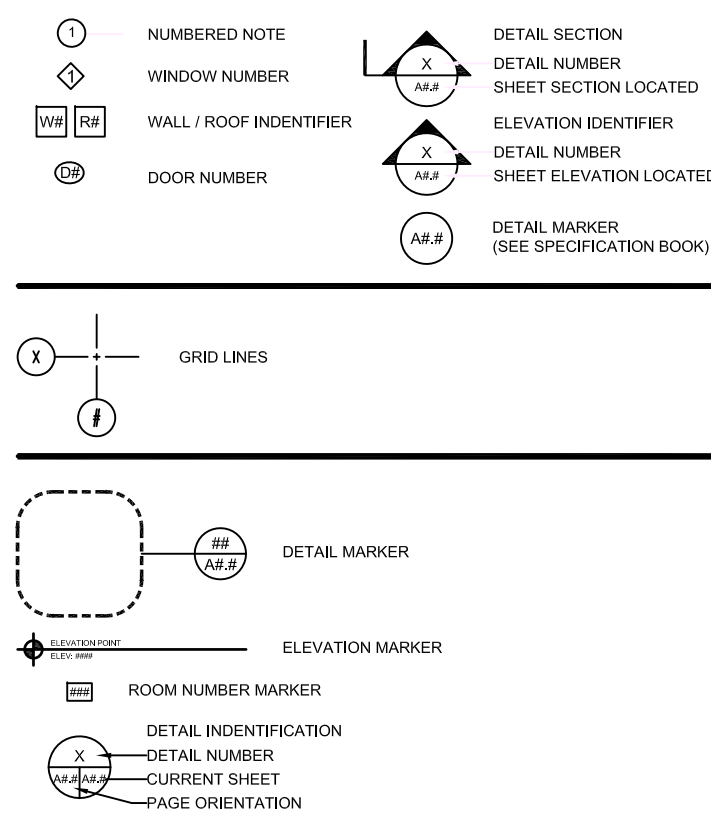 1 NUMBERED NOTE
1 WINDOW NUMBER
W# R# WALL / ROOF INDENTIFIER
D# DOOR NUMBER
DETAIL SECTION
X DETAIL NUMBER
A#.# SHEET SECTION LOCATED
ELEVATION IDENTIFIER
X DETAIL NUMBER
A#.# SHEET ELEVATION LOCATED
A#.# DETAIL MARKER
(SEE SPECIFICATION BOOK)
X GRID LINES
#
##
A#.#
DETAIL MARKER
ELEVATION POINT
ELEV: ####
ELEVATION MARKER
### ROOM NUMBER MARKER
DETAIL INDENTIFICATION
X DETAIL NUMBER
A#.# A#.# CURRENT SHEET
PAGE ORIENTATION